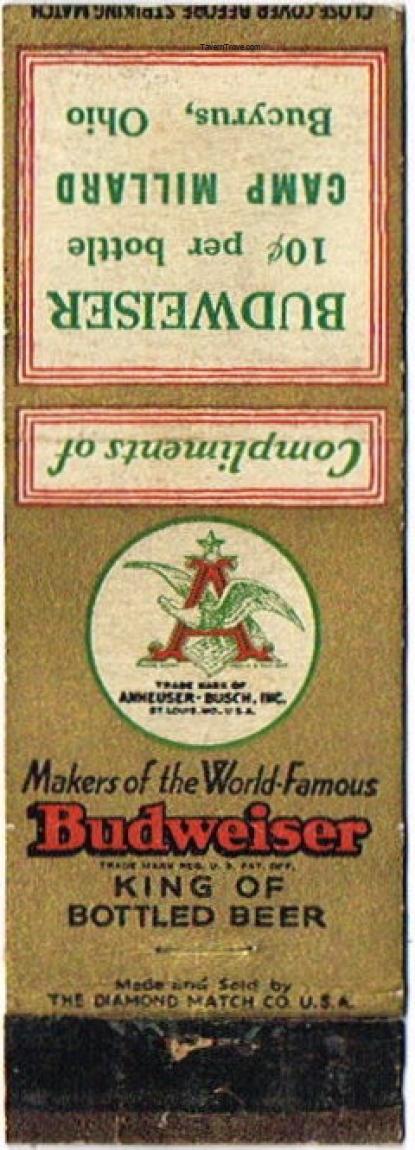 CLOSE COVER BEFORE STRIKING MATCH
TavernTrove.com
Compliments of
BUDWEISER
10¢ per bottle
CAMP MILLARD
Bucyrus, Ohio
A
TRADE MARK OF
ANHEUSER-BUSCH, INC.
ST. LOUIS, MO., U.S.A.
Makers of the World-Famous
Budweiser
TRADE MARK REG. U. S. PAT. OFF.
KING OF
BOTTLED BEER
Made and Sold by
THE DIAMOND MATCH CO. U.S.A.